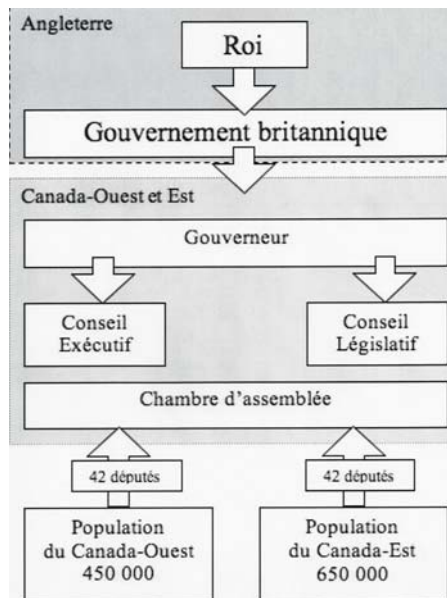 Angleterre
Roi
Gouvernement britannique
Canada-Ouest et Est
Gouverneur
Conseil
Exécutif
Conseil
Législatif
Chambre d'assemblée
42 députés
42 députés
Population
du Canada-Ouest
450 000
Population
du Canada-Est
650 000